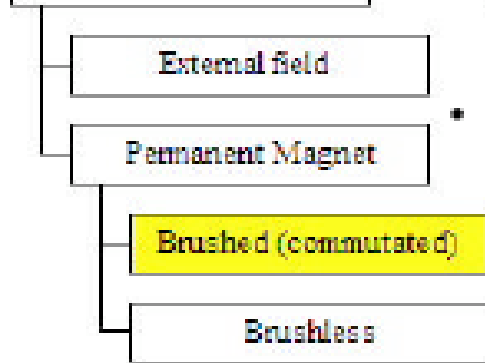 External field
Permanent Magnet
Brushed (commutated)
Brushless